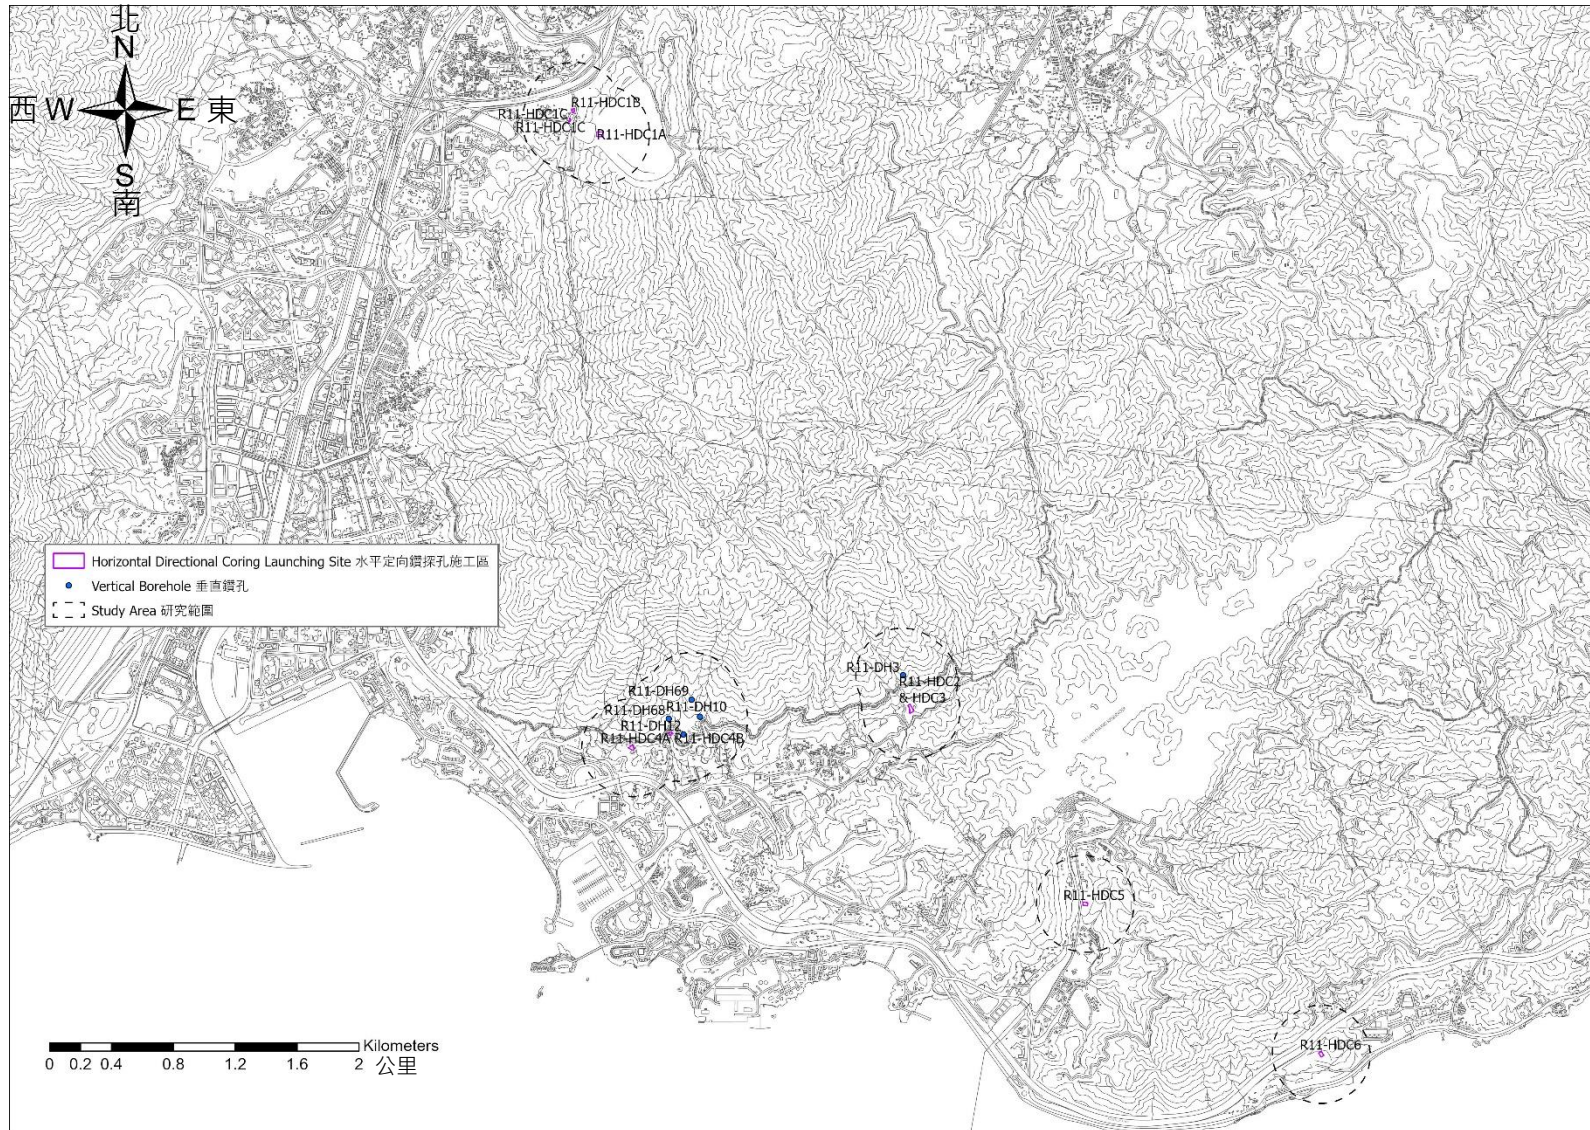 北
N
西 W E 東
S
南
R11-HDC1B
R11-HDC1C
R11-HDC1C
R11-HDC1A
Horizontal Directional Coring Launching Site 水平定向鑽探孔施工區
Vertical Borehole 垂直鑽孔
Study Area 研究範圍
R11-DH3
R11-HDC2
& HDC3
R11-DH69
R11-DH68
R11-DH10
R11-DH12
R11-HDC4A
R11-HDC4B
R11-HDC5
R11-HDC6
Kilometers
0 0.2 0.4 0.8 1.2 1.6 2 公里